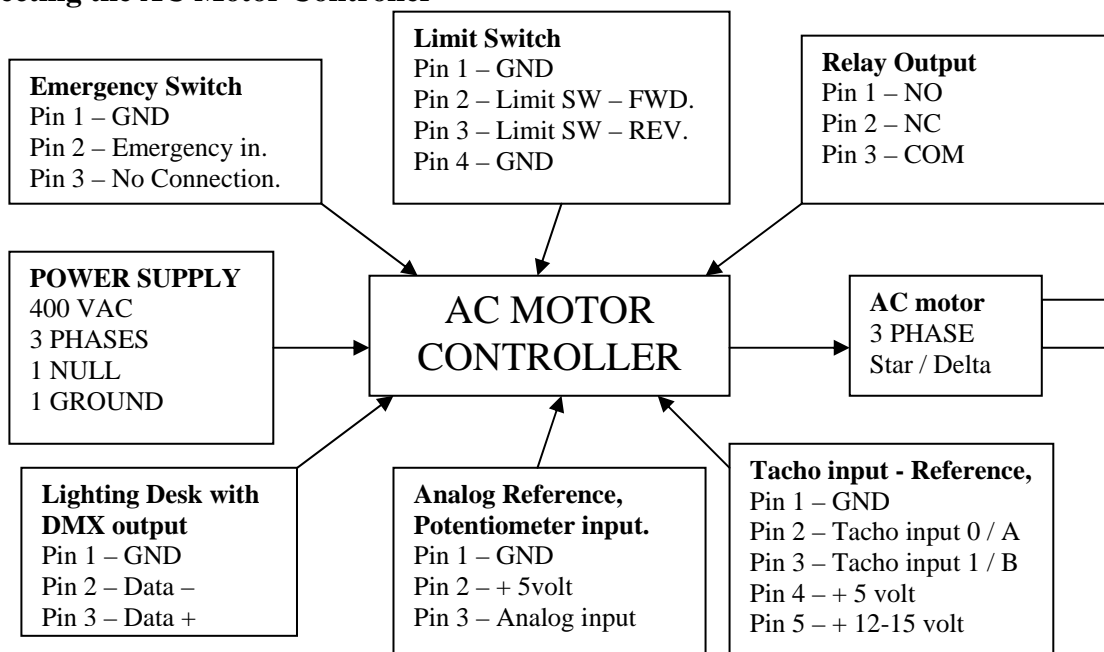 AC Motor Controller
Limit Switch
Pin 1 – GND
Pin 2 – Limit SW – FWD.
Pin 3 – Limit SW – REV.
Pin 4 – GND
Emergency Switch
Pin 1 – GND
Pin 2 – Emergency in.
Pin 3 – No Connection.
Relay Output
Pin 1 – NO
Pin 2 – NC
Pin 3 – COM
POWER SUPPLY
400 VAC
3 PHASES
1 NULL
1 GROUND
AC MOTOR
CONTROLLER
AC motor
3 PHASE
Star / Delta
Lighting Desk with
DMX output
Pin 1 – GND
Pin 2 – Data –
Pin 3 – Data +
Analog Reference,
Potentiometer input.
Pin 1 – GND
Pin 2 – + 5volt
Pin 3 – Analog input
Tacho input - Reference,
Pin 1 – GND
Pin 2 – Tacho input 0 / A
Pin 3 – Tacho input 1 / B
Pin 4 – + 5 volt
Pin 5 – + 12-15 volt